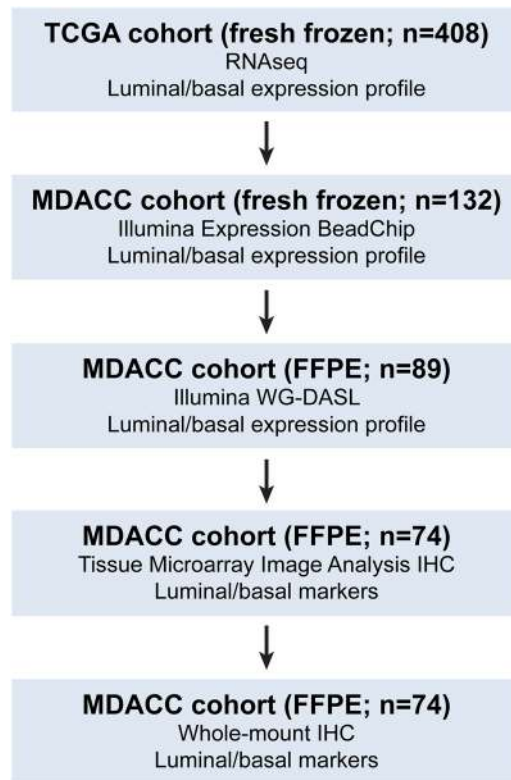 TCGA cohort (fresh frozen; n=408)
RNAseq
Luminal/basal expression profile
MDACC cohort (fresh frozen; n=132)
Illumina Expression BeadChip
Luminal/basal expression profile
MDACC cohort (FFPE; n=89)
Illumina WG-DASL
Luminal/basal expression profile
MDACC cohort (FFPE; n=74)
Tissue Microarray Image Analysis IHC
Luminal/basal markers
MDACC cohort (FFPE; n=74)
Whole-mount IHC
Luminal/basal markers